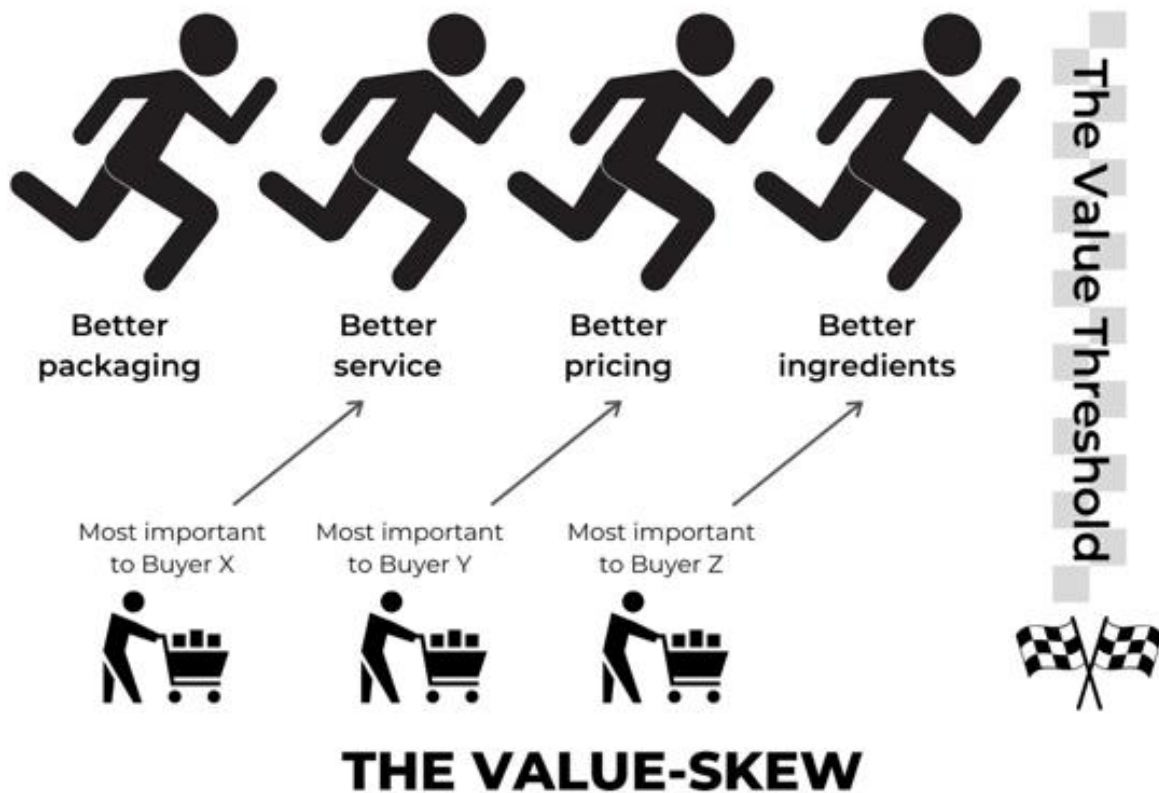 Better
packaging
Better
service
Better
pricing
Better
ingredients
The Value Threshold
Most important
to Buyer X
Most important
to Buyer Y
Most important
to Buyer Z
THE VALUE-SKEW